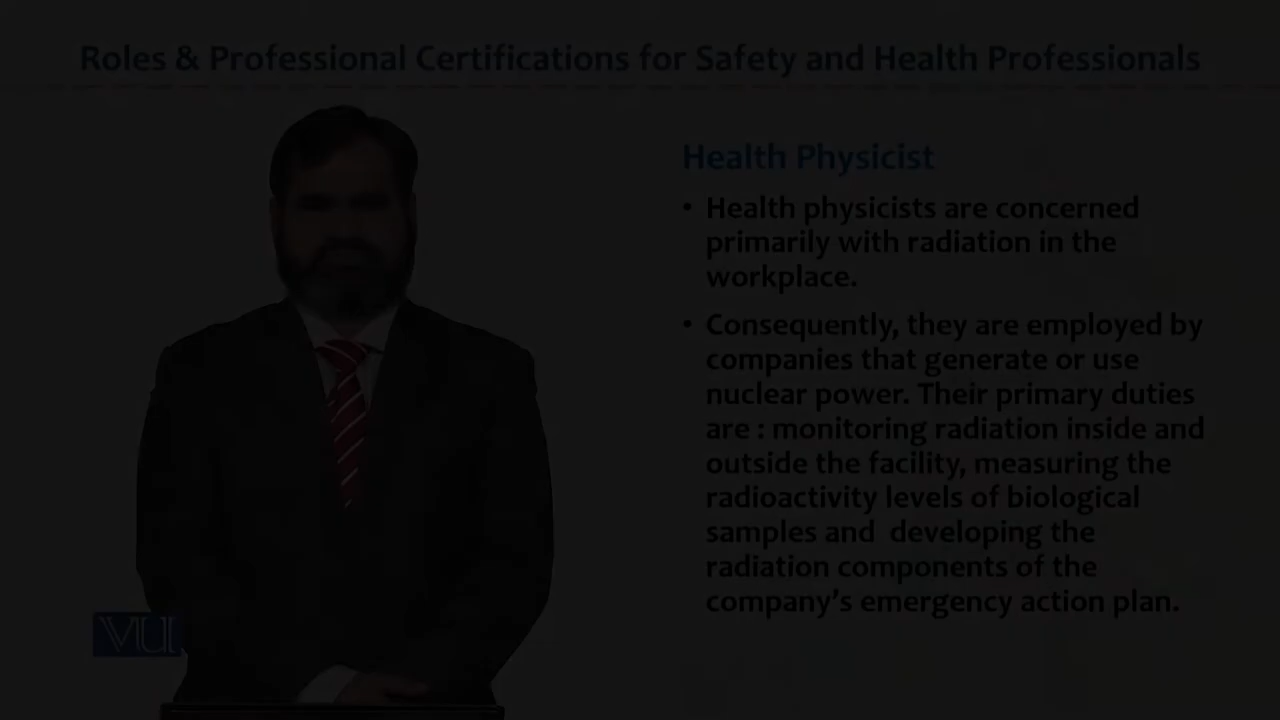 Roles & Professional Certifications for Safety and Health Professionals
Health Physicist
• Health physicists are concerned
primarily with radiation in the
workplace.
• Consequently, they are employed by
companies that generate or use
nuclear power. Their primary duties
are : monitoring radiation inside and
outside the facility, measuring the
radioactivity levels of biological
samples and  developing the
radiation components of the
company's emergency action plan.
VU